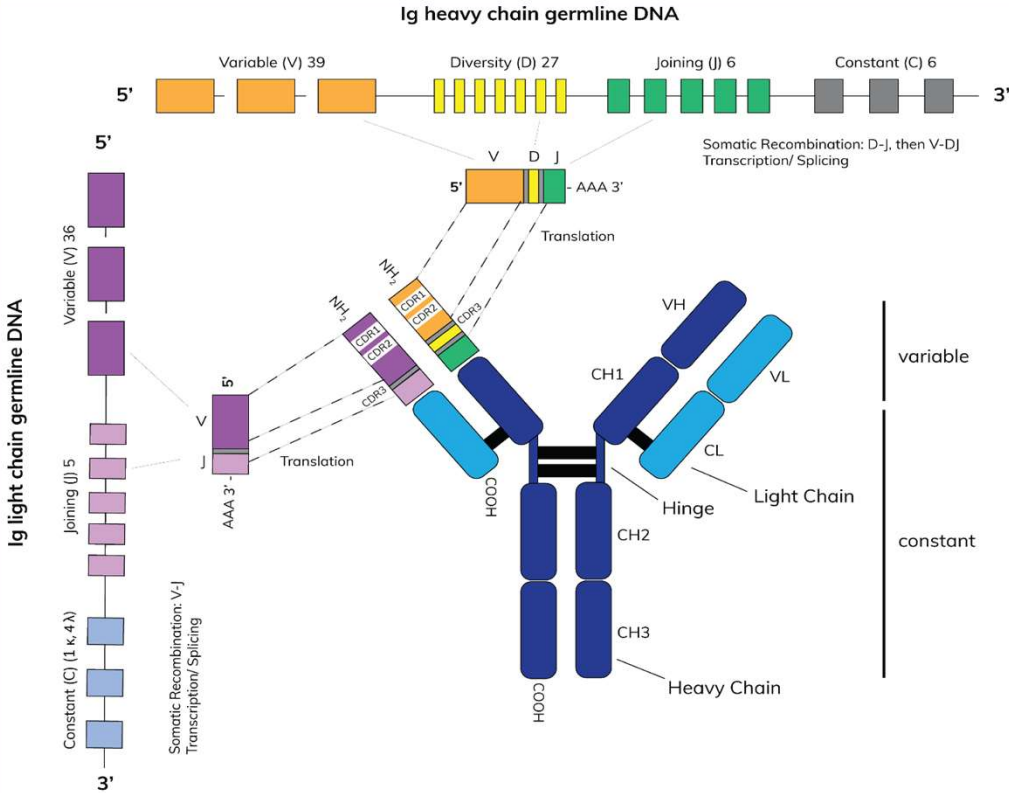 Ig heavy chain germline DNA
Variable (V) 39
Diversity (D) 27
Joining (J) 6
Constant (C) 6
5’
3’
Somatic Recombination: D-J, then V-DJ
Transcription/ Splicing
V
D
J
5’
- AAA 3’
Translation
Ig light chain germline DNA
5’
Variable (V) 36
Joining (J) 5
Constant (C) (1 κ, 4 λ)
3’
Somatic Recombination: V-J
Transcription/ Splicing
5’
V
J
AAA 3’ -
Translation
NH2
CDR1
CDR2
CDR3
NH2
CDR1
CDR2
CDR3
COOH
COOH
VH
VL
CH1
CL
Hinge
Light Chain
CH2
CH3
Heavy Chain
variable
constant